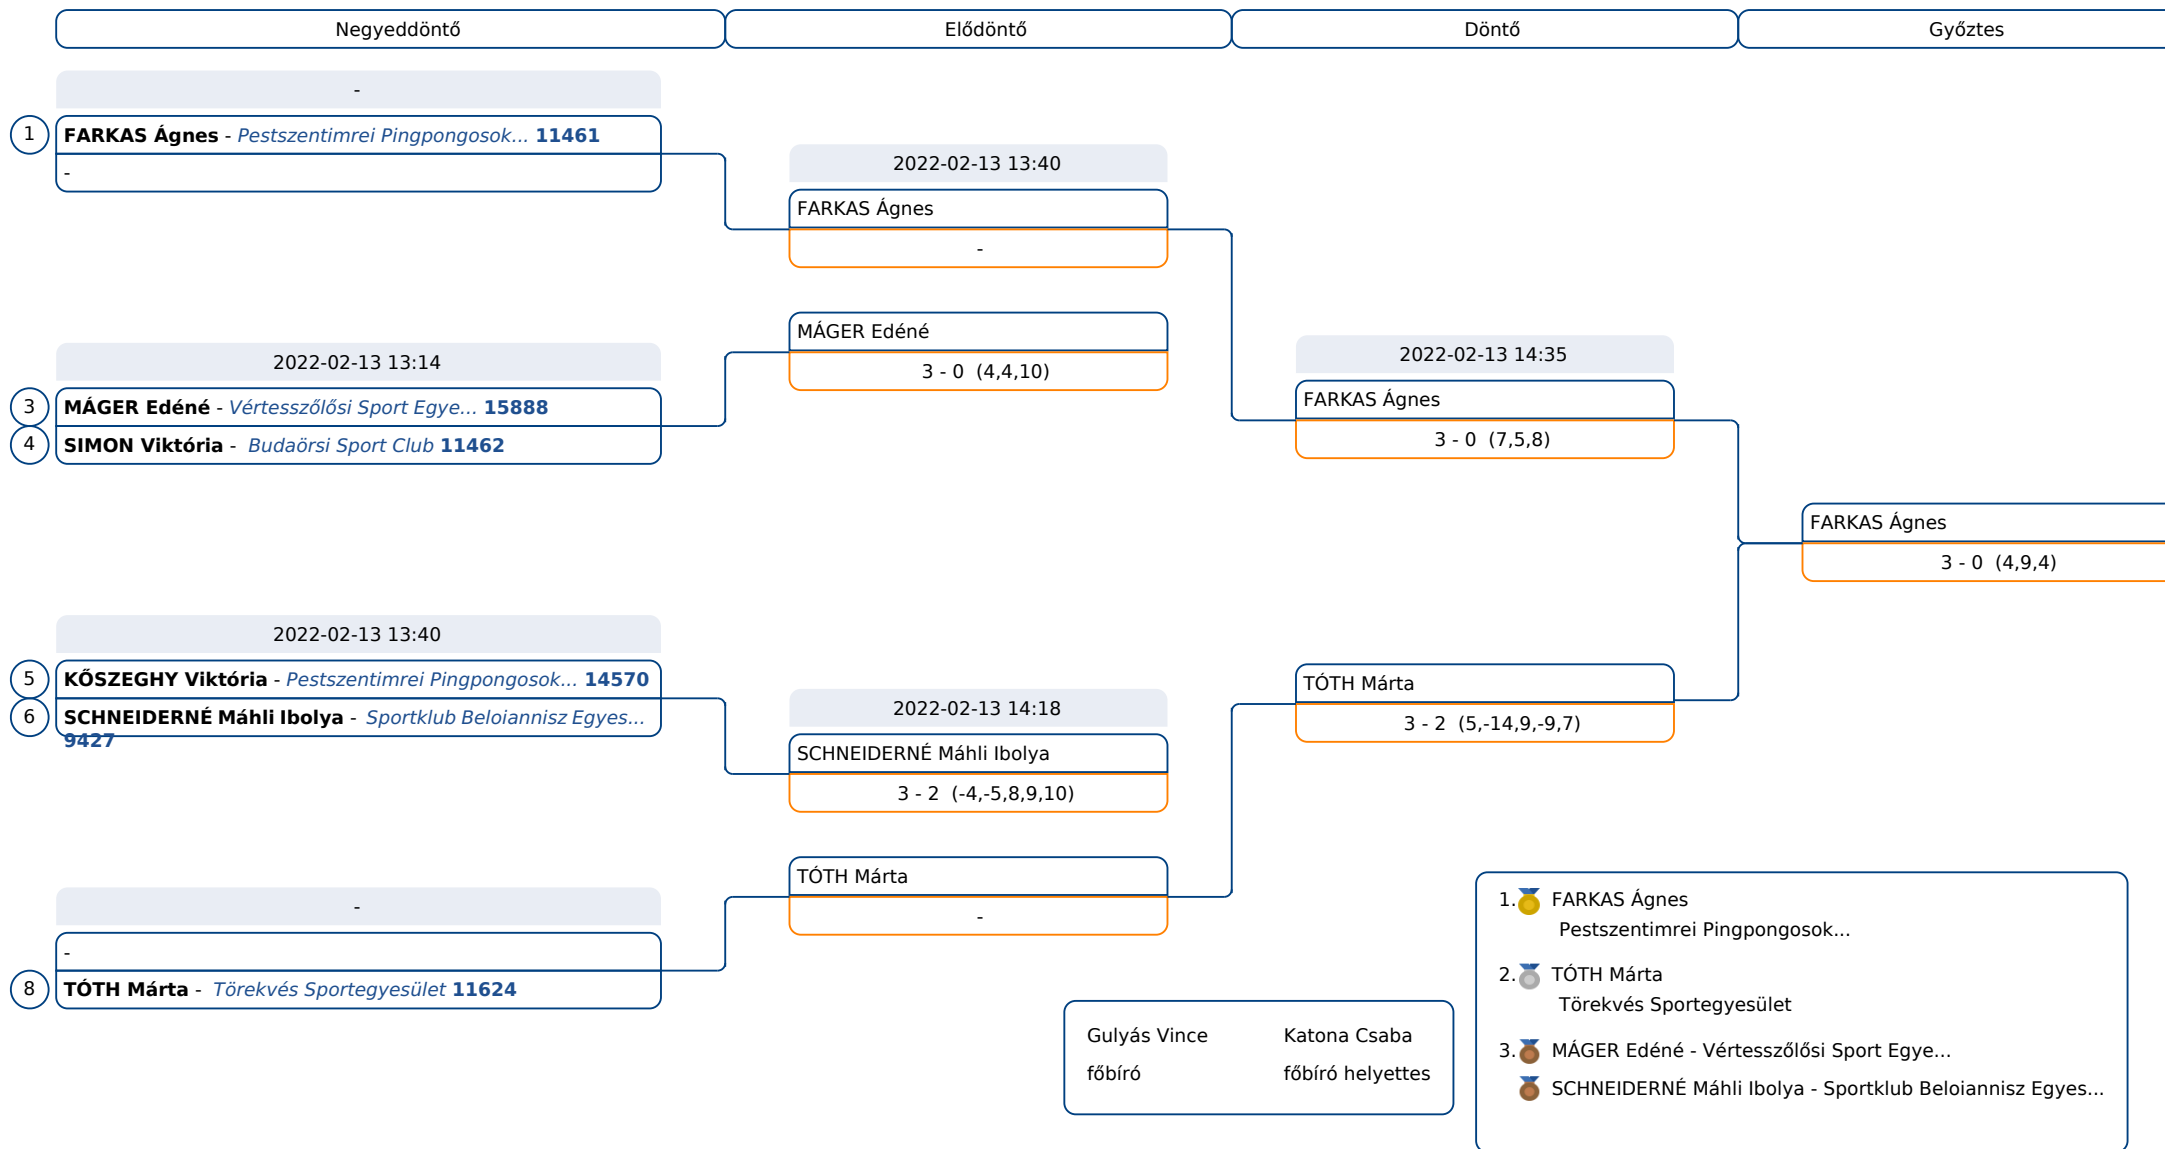 Negyeddöntő
Elődöntő
Döntő
Győztes
-
1 FARKAS Ágnes - Pestszentimrei Pingpongosok... 11461
-
2022-02-13 13:14
3 MÁGER Edéné - Vértesszőlősi Sport Egye... 15888
4 SIMON Viktória - Budaörsi Sport Club 11462
2022-02-13 13:40
5 KŐSZEGHY Viktória - Pestszentimrei Pingpongosok... 14570
6 SCHNEIDERNÉ Máhli Ibolya - Sportklub Beloiannisz Egyes...
9427
-
-
8 TÓTH Márta - Törekvés Sportegyesület 11624
2022-02-13 13:40
FARKAS Ágnes
-
MÁGER Edéné
3 - 0 (4,4,10)
2022-02-13 14:18
SCHNEIDERNÉ Máhli Ibolya
3 - 2 (-4,-5,8,9,10)
TÓTH Márta
-
2022-02-13 14:35
FARKAS Ágnes
3 - 0 (7,5,8)
TÓTH Márta
3 - 2 (5,-14,9,-9,7)
FARKAS Ágnes
3 - 0 (4,9,4)
Gulyás Vince Katona Csaba
főbíró főbíró helyettes
1. FARKAS Ágnes
Pestszentimrei Pingpongosok...
2. TÓTH Márta
Törekvés Sportegyesület
3. MÁGER Edéné - Vértesszőlősi Sport Egye...
SCHNEIDERNÉ Máhli Ibolya - Sportklub Beloiannisz Egyes...